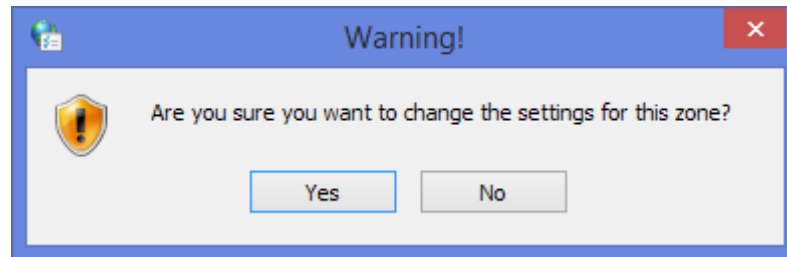 Warning!
Are you sure you want to change the settings for this zone?
Yes
No